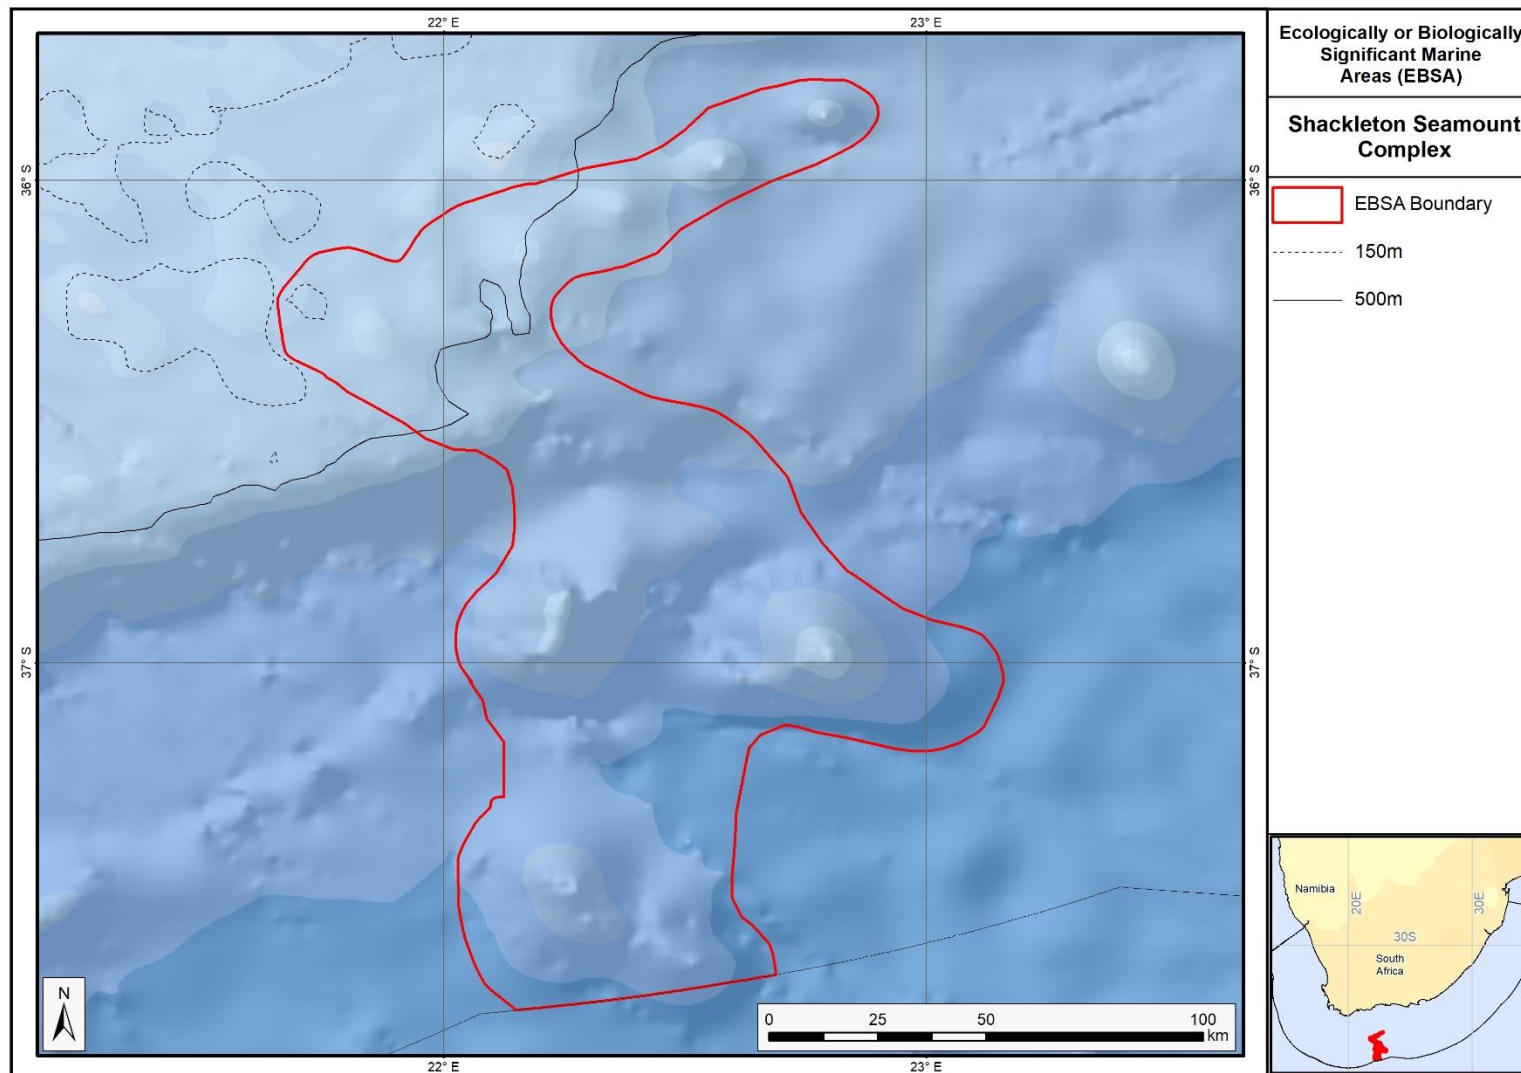 22° E
23° E
36° S
36° S
37° S
37° S
22° E
23° E
N
0
25
50
100
km
Ecologically or Biologically
Significant Marine
Areas (EBSA)
Shackleton Seamount
Complex
EBSA Boundary
150m
500m
Namibia
20E
30E
30S
South
Africa